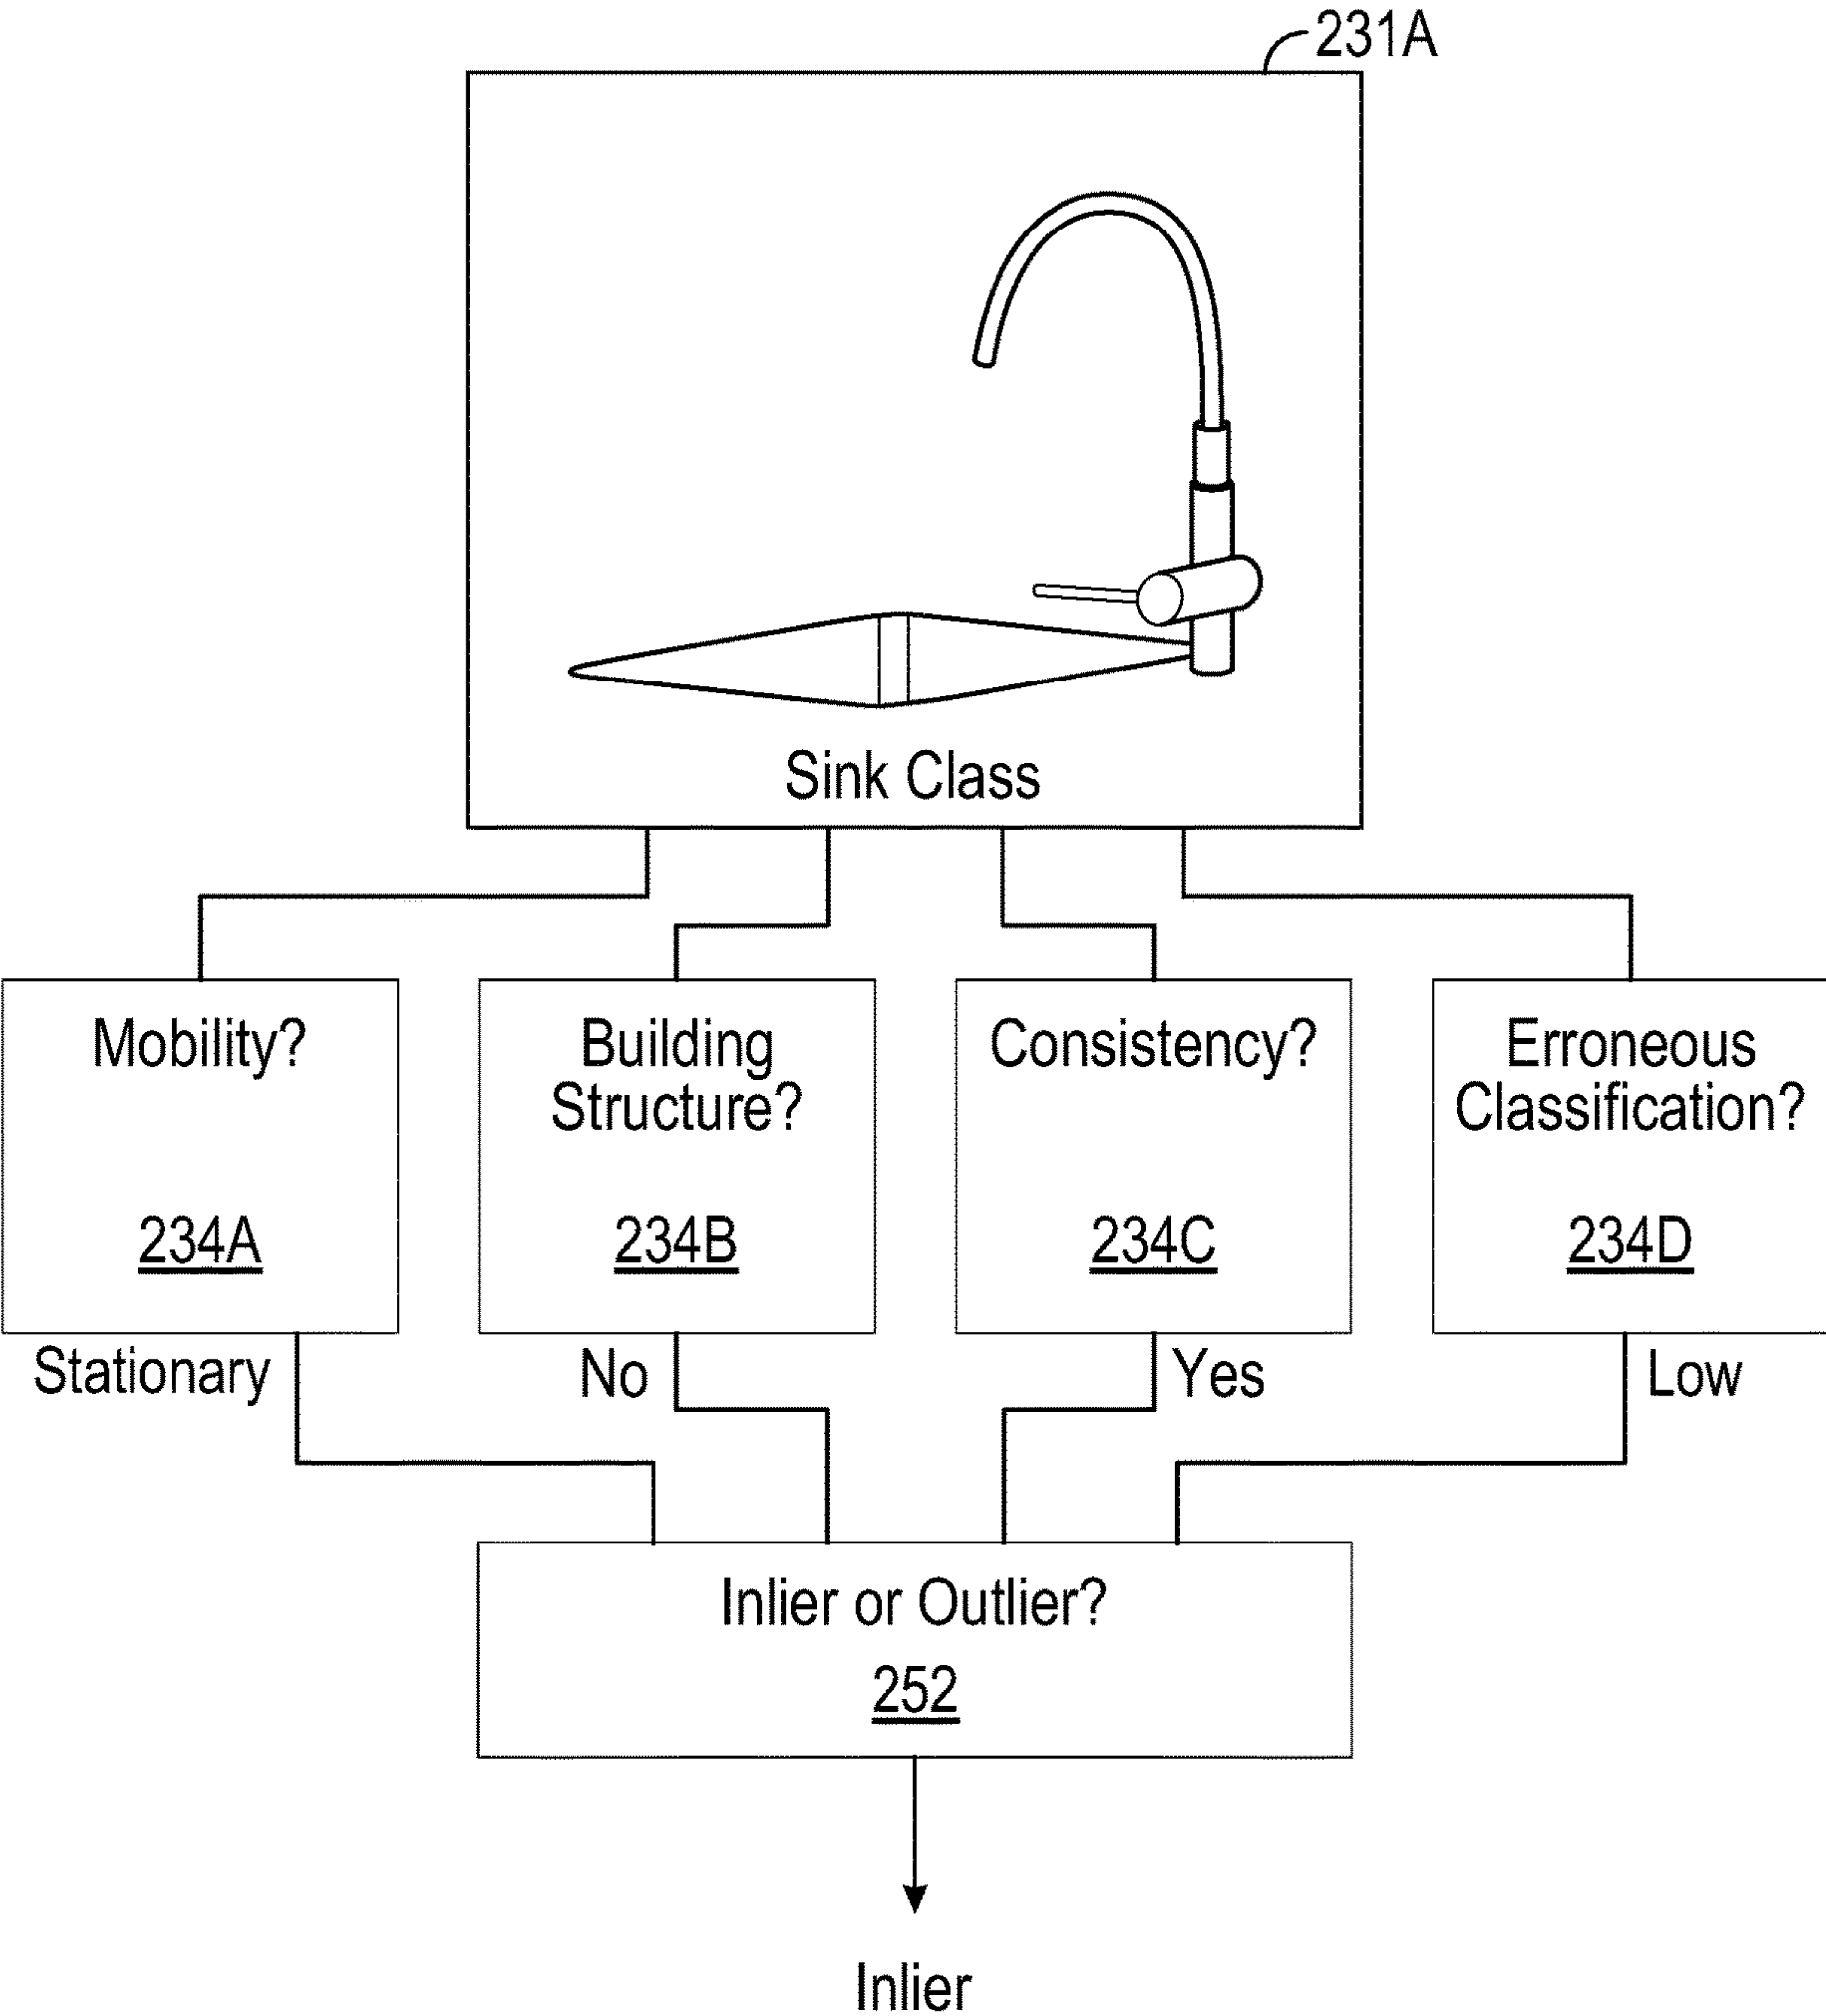 231A
Sink Class
Mobility?
234A
Building
Structure?
234B
Consistency?
234C
Erroneous
Classification?
234D
Stationary
No
Yes
Low
Inlier or Outlier?
252
Inlier